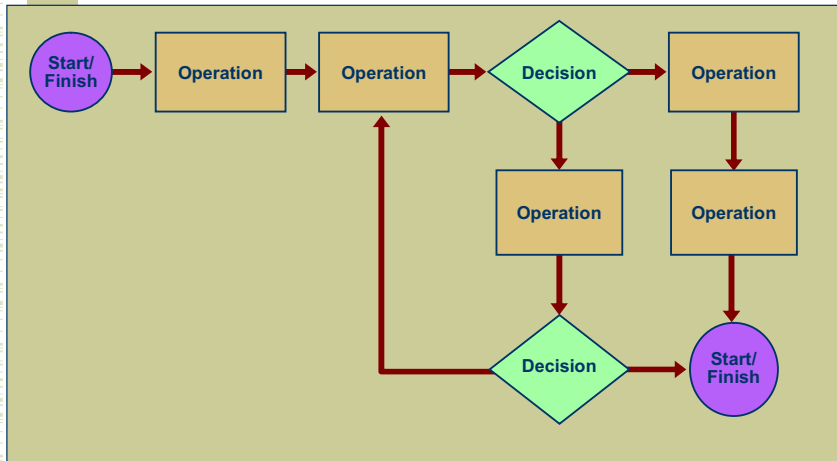 Start/
Finish
Operation
Operation
Decision
Operation
Operation
Operation
Decision
Start/
Finish